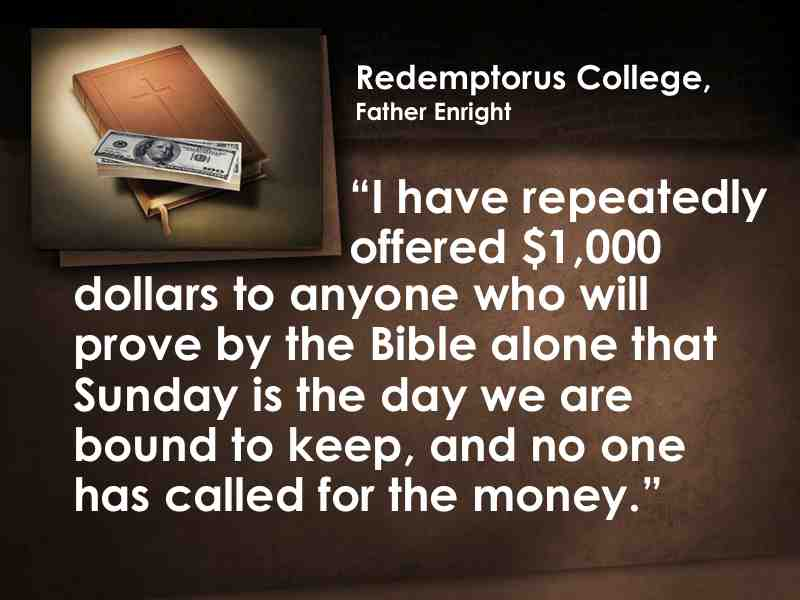 Redemptorus College,
Father Enright
“I have repeatedly
offered $1,000
dollars to anyone who will
prove by the Bible alone that
Sunday is the day we are
bound to keep, and no one
has called for the money.”
100